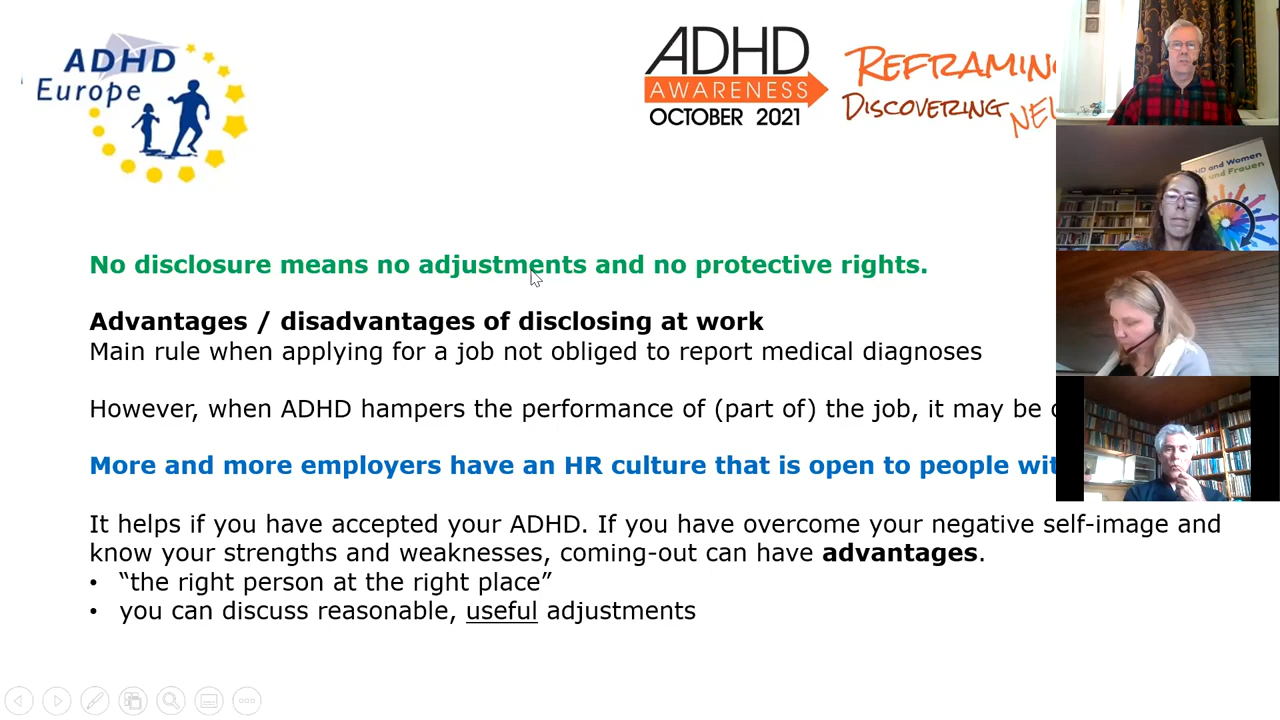 ADHD
Europe
ADHD
AWARENESS
OCTOBER 2021
REFRAMING
DISCOVERING
and Women
und Frauen
No disclosure means no adjustments and no protective rights.
Advantages / disadvantages of disclosing at work
Main rule when applying for a job not obliged to report medical diagnoses
However, when ADHD hampers the performance of (part of) the job, it may be
More and more employers have an HR culture that is open to people
It helps if you have accepted your ADHD. If you have overcome your negative self-image and
know your strengths and weaknesses, coming-out can have advantages.
• “the right person at the right place”
• you can discuss reasonable, useful adjustments